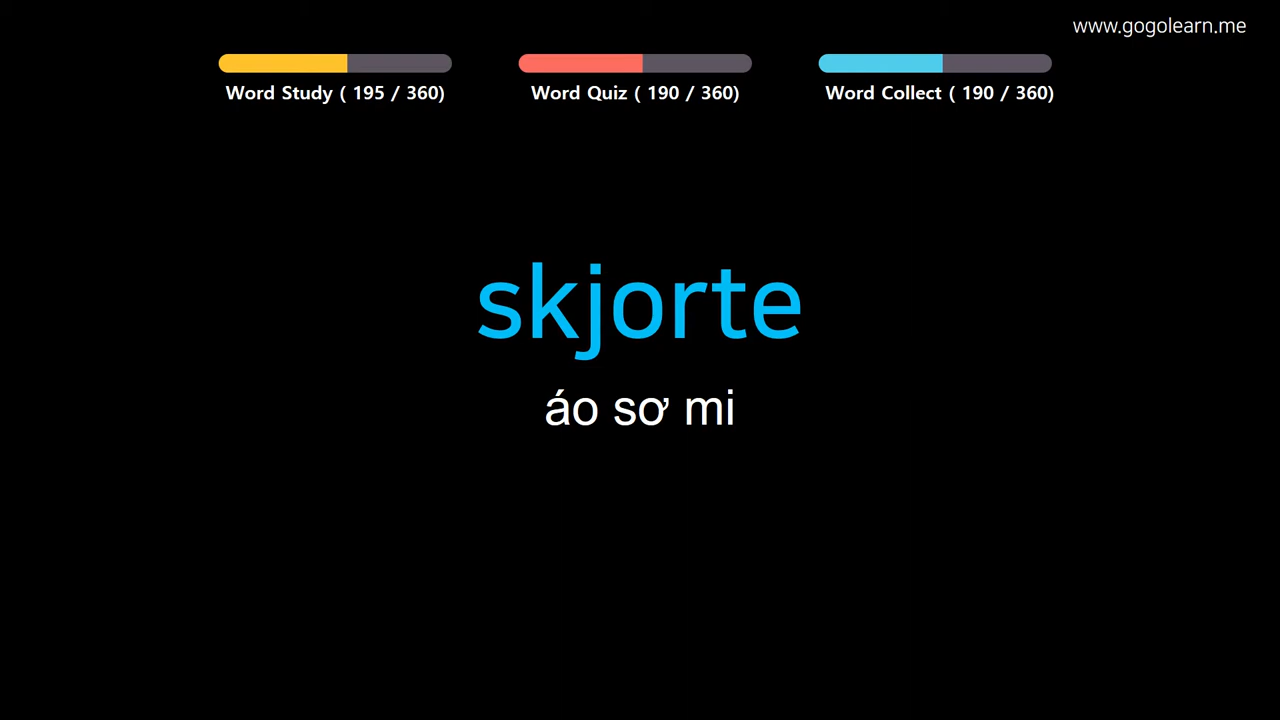 www.gogolearn.me
Word Study ( 195 / 360)
Word Quiz ( 190 / 360)
Word Collect ( 190 / 360)
skjorte
áo sơ mi